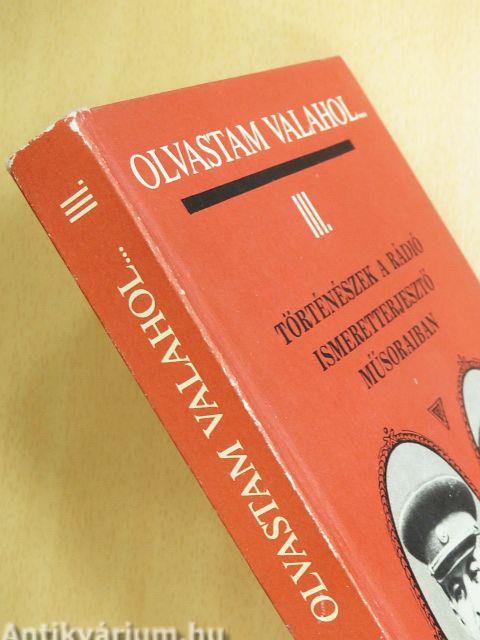 OLVASTAM VALAHOL...
III.
TÖRTÉNÉSZEK A RÁDIÓ
ISMERETTERJESZTŐ
MŰSORAIBAN
III.
OLVASTAM VALAHOL...
Antikvárium.hu